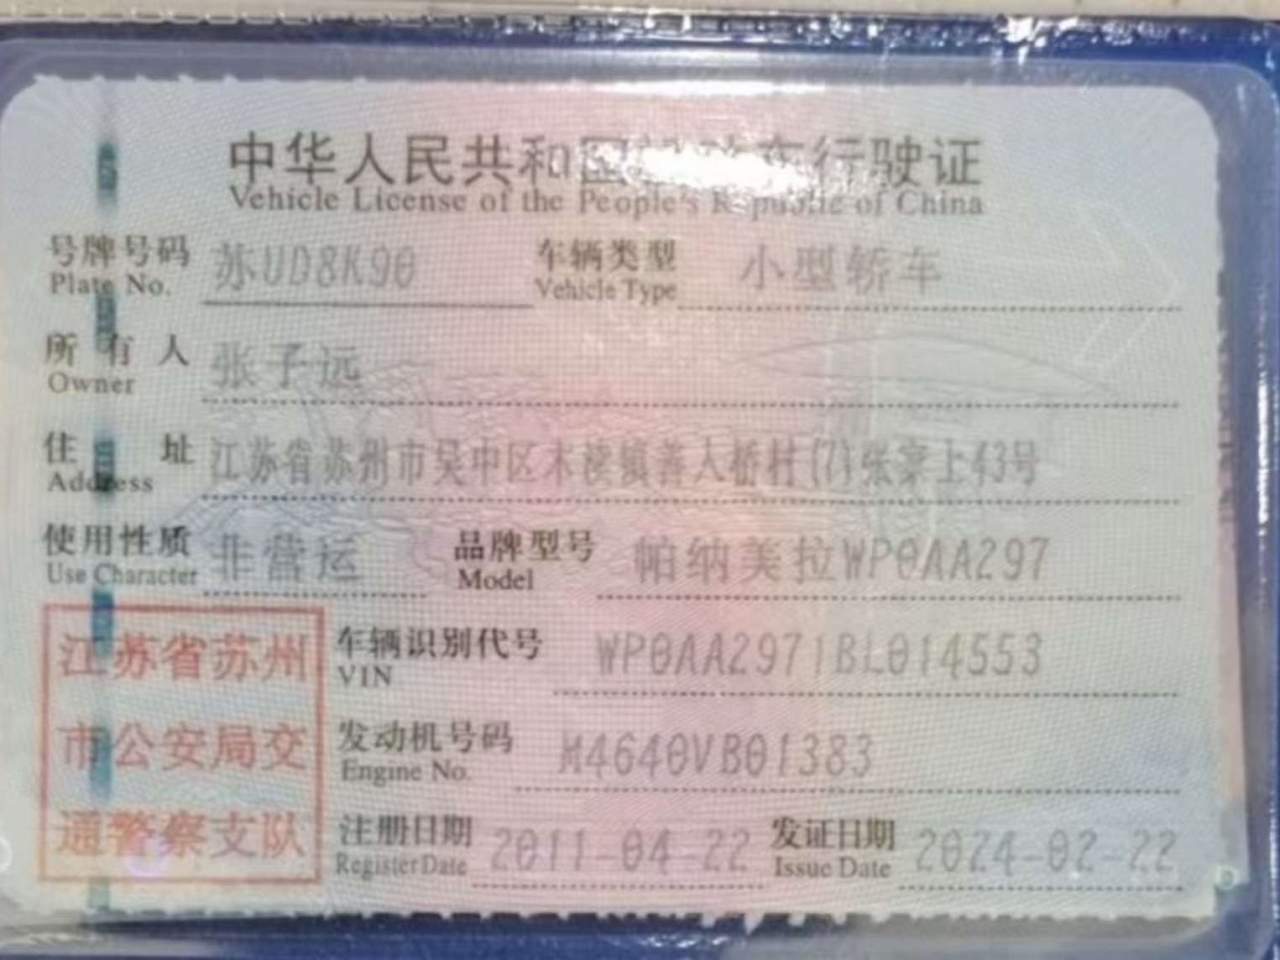 中华人民共和国机动车行驶证
Vehicle License of the People's Republic of China
号牌号码 苏UD8K90 车辆类型 小型轿车
Plate No. Vehicle Type
所有人 张子远
Owner
住址 江苏省苏州市吴中区木渎镇善人桥村(7)张家上43号
Address
使用性质 非营运 品牌型号 帕纳美拉WP0AA297
Use Character Model
江苏省苏州 车辆识别代号 WP0AA2971BL014553
VIN
市公安局交 发动机号码 M4640VB01383
Engine No.
通警察支队 注册日期 2011-04-22 发证日期 2024-02-22
Register Date Issue Date